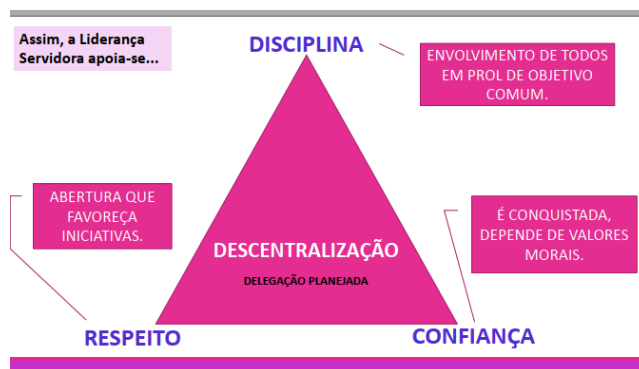 Assim, a Liderança
Servidora apoia-se...
DISCIPLINA
ENVOLVIMENTO DE TODOS
EM PROL DE OBJETIVO
COMUM.
ABERTURA QUE
FAVOREÇA
INICIATIVAS.
É CONQUISTADA,
DEPENDE DE VALORES
MORAIS.
DESCENTRALIZAÇÃO
DELEGAÇÃO PLANEJADA
RESPEITO
CONFIANÇA